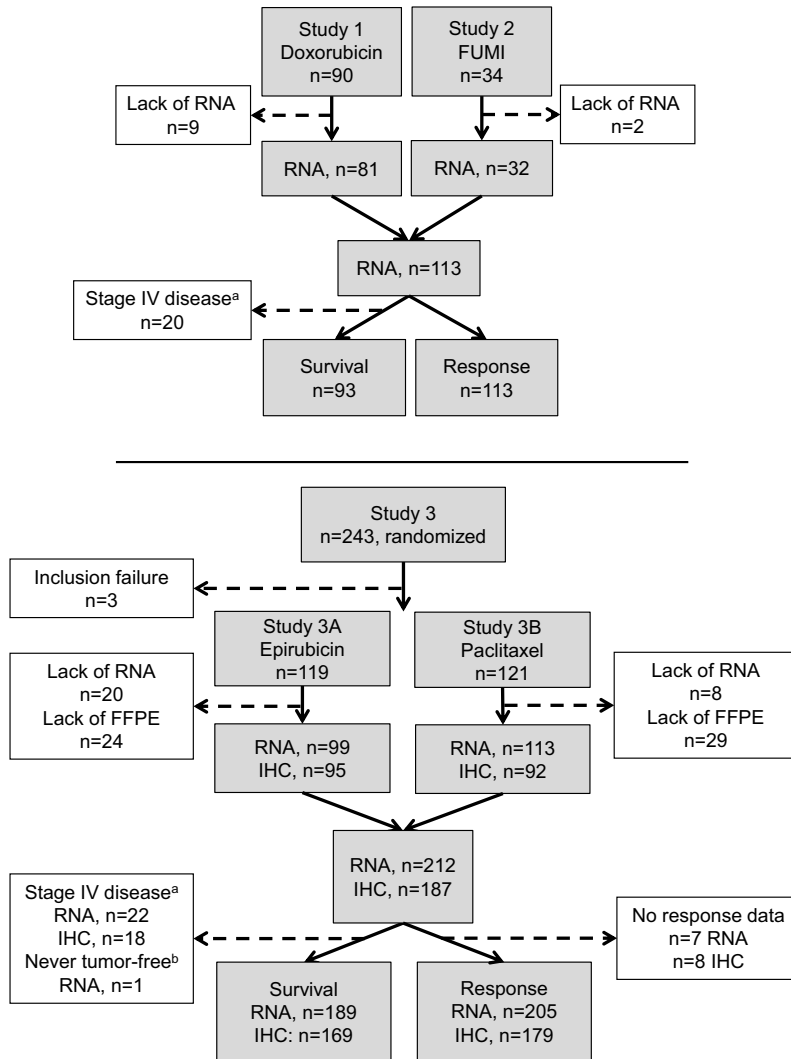 Study 1
Doxorubicin
n=90
Study 2
FUMI
n=34
Lack of RNA
n=9
Lack of RNA
n=2
RNA, n=81
RNA, n=32
RNA, n=113
Stage IV diseaseᵃ
n=20
Survival
n=93
Response
n=113
Study 3
n=243, randomized
Inclusion failure
n=3
Study 3A
Epirubicin
n=119
Study 3B
Paclitaxel
n=121
Lack of RNA
n=20
Lack of FFPE
n=24
Lack of RNA
n=8
Lack of FFPE
n=29
RNA, n=99
IHC, n=95
RNA, n=113
IHC, n=92
RNA, n=212
IHC, n=187
Stage IV diseaseᵃ
RNA, n=22
IHC, n=18
Never tumor-freeᵇ
RNA, n=1
No response data
n=7 RNA
n=8 IHC
Survival
RNA, n=189
IHC: n=169
Response
RNA, n=205
IHC, n=179